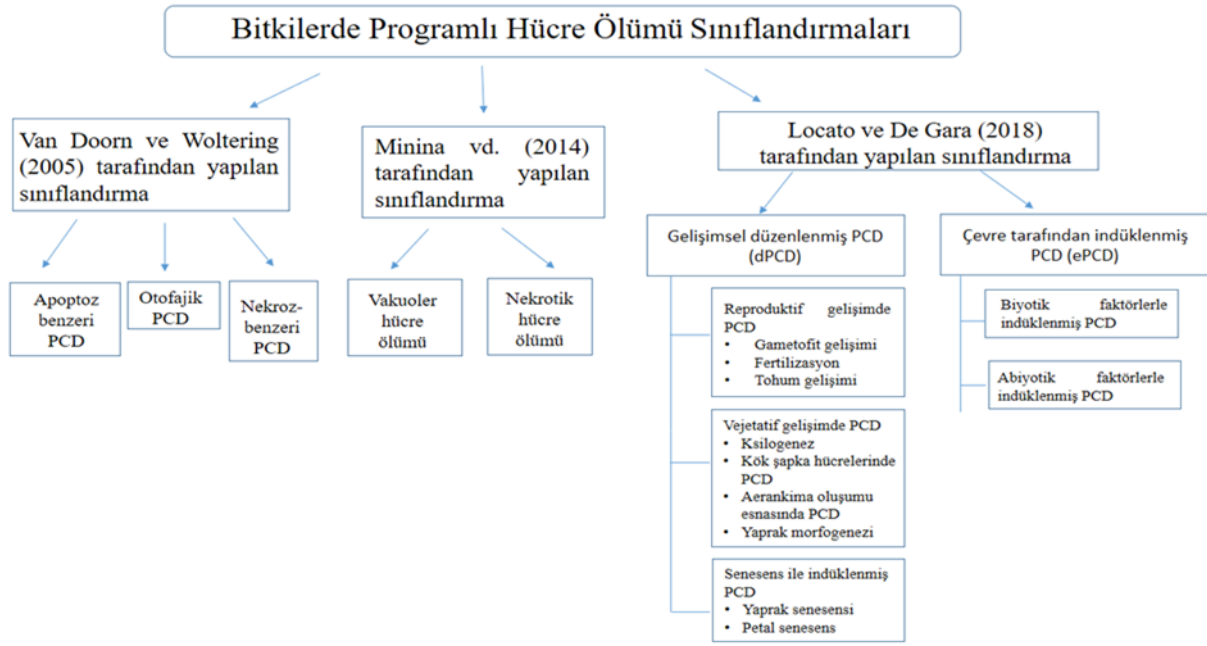 Bitkilerde Programlı Hücre Ölümü Sınıflandırmaları
Van Doorn ve Woltering
(2005) tarafından yapılan
sınıflandırma
Apoptoz
benzeri
PCD
Otofajik
PCD
Nekroz-
benzeri
PCD
Minina vd. (2014)
tarafından yapılan
sınıflandırma
Vakuoler
hücre
ölümü
Nekrotik
hücre
ölümü
Locato ve De Gara (2018)
tarafından yapılan sınıflandırma
Gelişimsel düzenlenmiş PCD
(dPCD)
Reproduktif gelişimde
PCD
• Gametofit gelişimi
• Fertilizasyon
• Tohum gelişimi
Vejetatif gelişimde PCD
• Ksilogenez
• Kök şapka hücrelerinde
PCD
• Aerankima oluşumu
esnasında PCD
• Yaprak morfogenezi
Senesens ile indüklenmiş
PCD
• Yaprak senesensi
• Petal senesens
Çevre tarafından indüklenmiş
PCD (ePCD)
Biyotik faktörlerle
indüklenmiş PCD
Abiyotik faktörlerle
indüklenmiş PCD